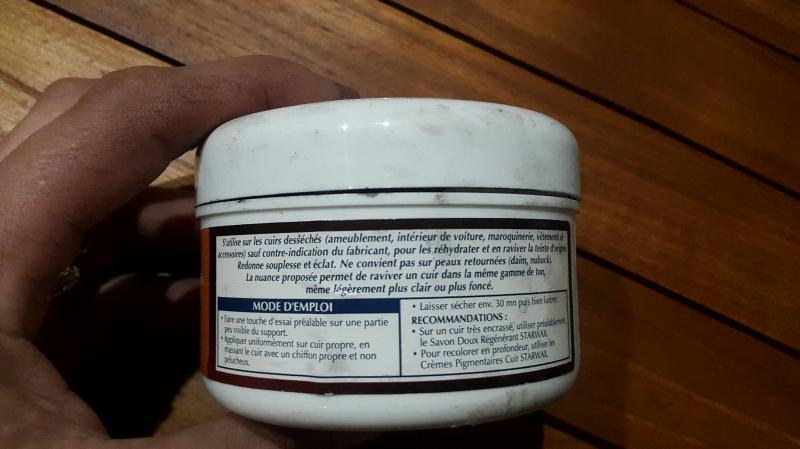 S'utilise sur les cuirs desséchés (ameublement, intérieur de voiture, maroquinerie, vêtements et
accessoires) sauf contre-indication du fabricant, pour les réhydrater et en raviver la teinte d'origine.
Redonne souplesse et éclat. Ne convient pas sur peaux retournées (daim, nubuck).
La nuance proposée permet de raviver un cuir dans la même gamme de ton,
même légèrement plus clair ou plus foncé.
MODE D'EMPLOI
• Faire une touche d'essai préalable sur une partie
peu visible du support.
• Appliquer uniformément sur cuir propre, en
massant le cuir avec un chiffon propre et non
pelucheux.
• Laisser sécher env. 30 mn puis bien lustrer.
RECOMMANDATIONS :
• Sur un cuir très encrassé, utiliser préalablement
le Savon Doux Régénérant STARWAX.
• Pour recolorer en profondeur, utiliser les
Crèmes Pigmentaires Cuir STARWAX.